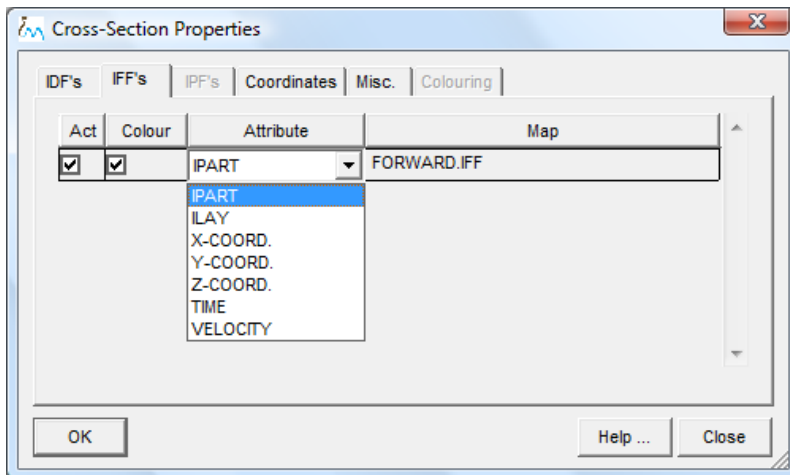 Cross-Section Properties
IDF's IFF's IPF's Coordinates Misc. Colouring
Act Colour Attribute Map
IPART FORWARD.IFF
IPART
ILAY
X-COORD.
Y-COORD.
Z-COORD.
TIME
VELOCITY
OK Help ... Close